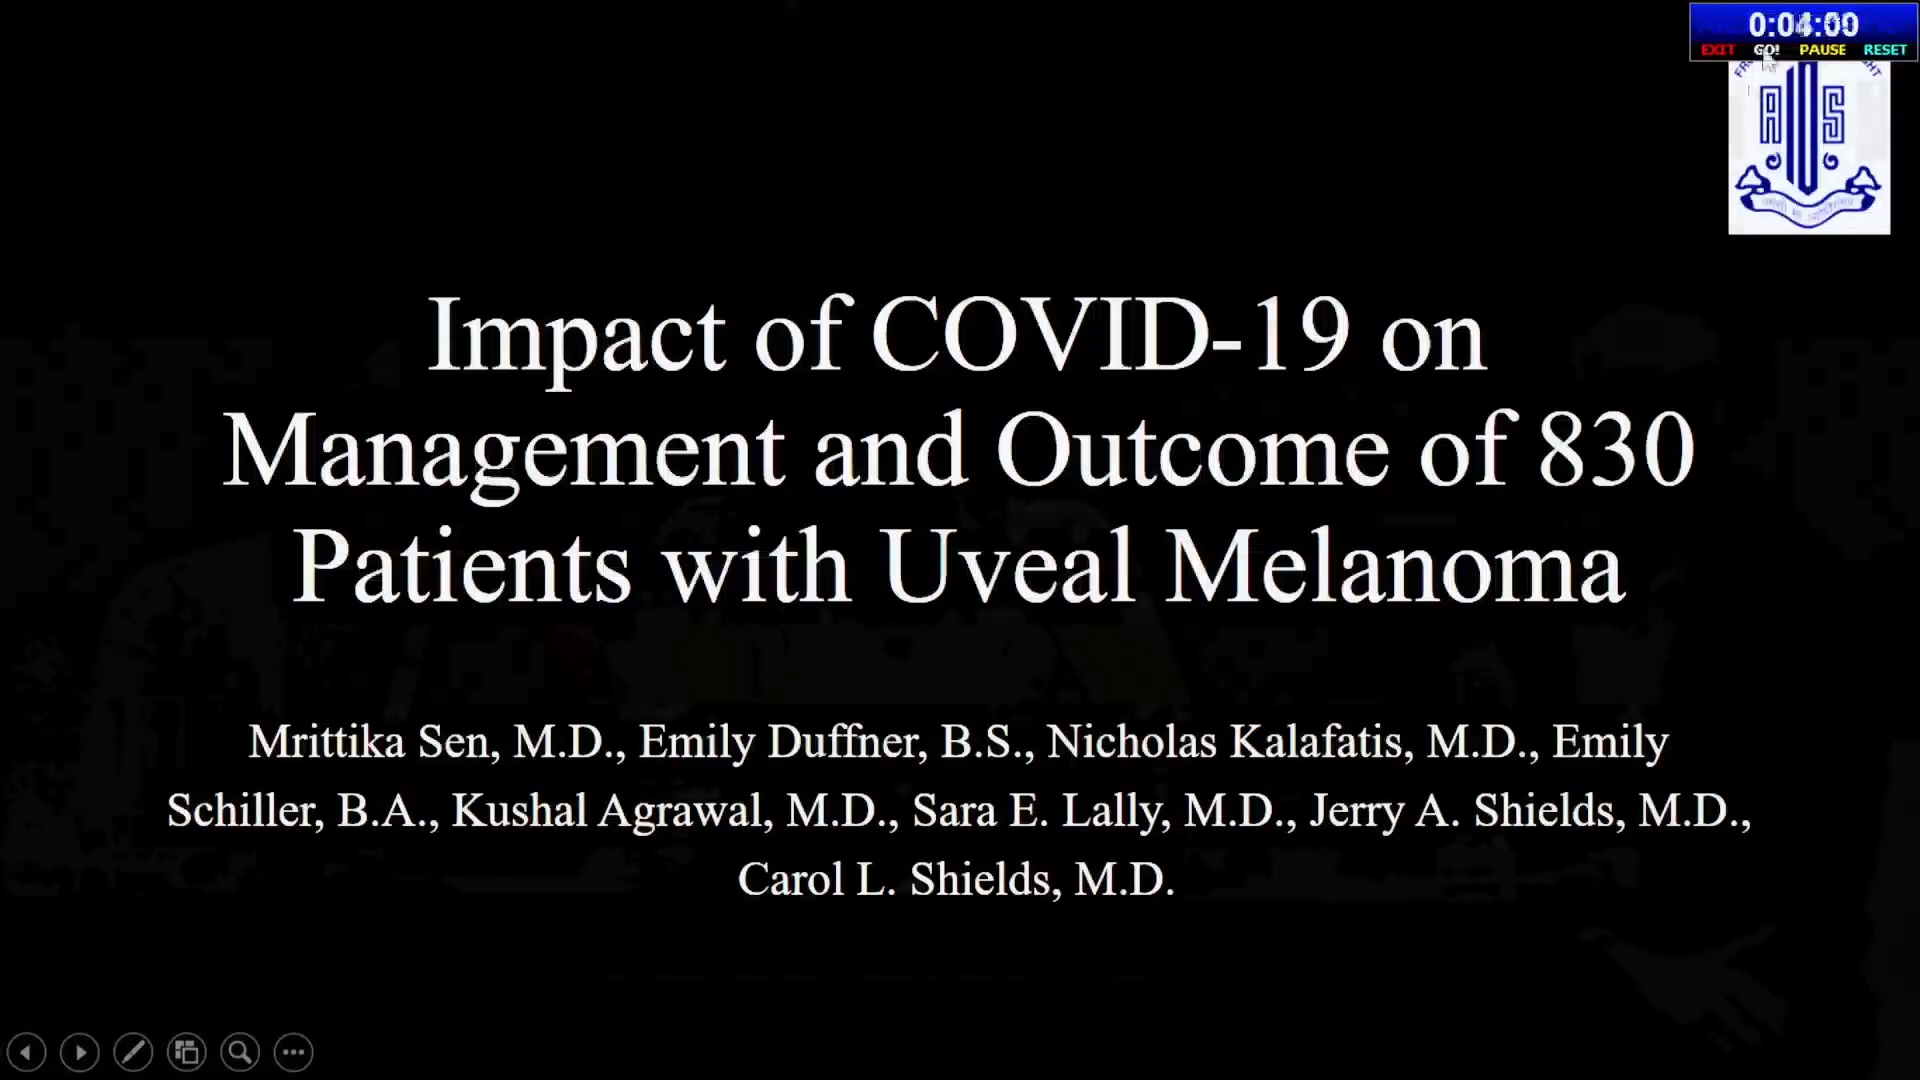 0:04:00
EXIT GO! PAUSE RESET
AIOS
Impact of COVID-19 on
Management and Outcome of 830
Patients with Uveal Melanoma
Mrittika Sen, M.D., Emily Duffner, B.S., Nicholas Kalafatis, M.D., Emily
Schiller, B.A., Kushal Agrawal, M.D., Sara E. Lally, M.D., Jerry A. Shields, M.D.,
Carol L. Shields, M.D.